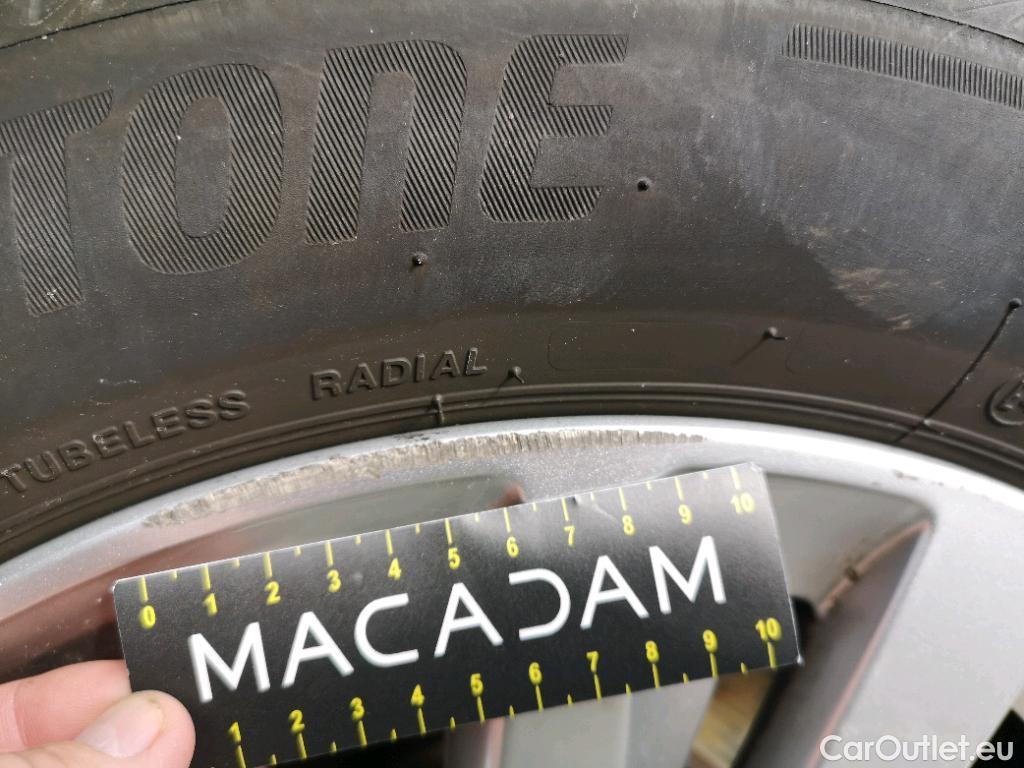 TONE
TUBELESS RADIAL
0 1 2 3 4 5 6 7 8 9 10
MACADAM
1 2 3 4 5 6 7 8 9 10
CarOutlet.eu